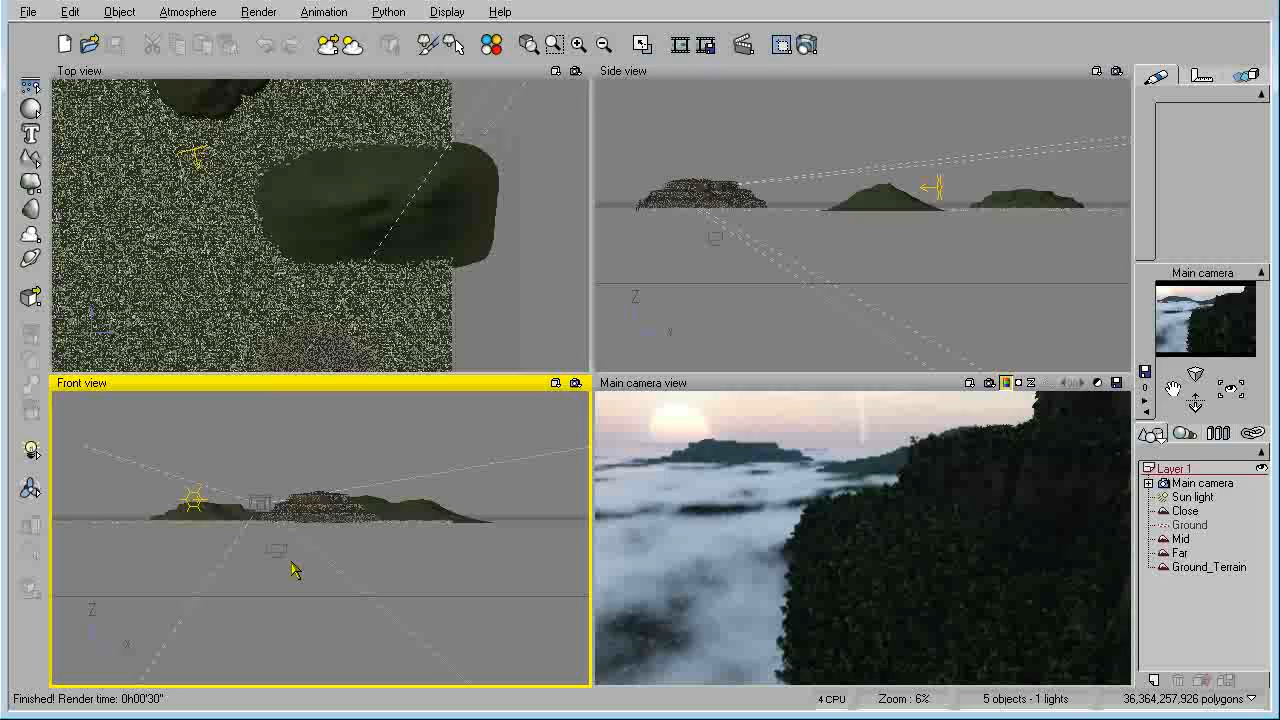 File Edit Object Atmosphere Render Animation Python Display Help
Top view
Side view
Z
Main camera
Front view
Main camera view
Z
Layer 1
Main camera
Sun light
Close
Ground
Mid
Far
Ground_Terrain
Finished! Render time: 0h00'30"
4 CPU
Zoom : 6%
5 objects - 1 lights
36,364,257,926 polygons